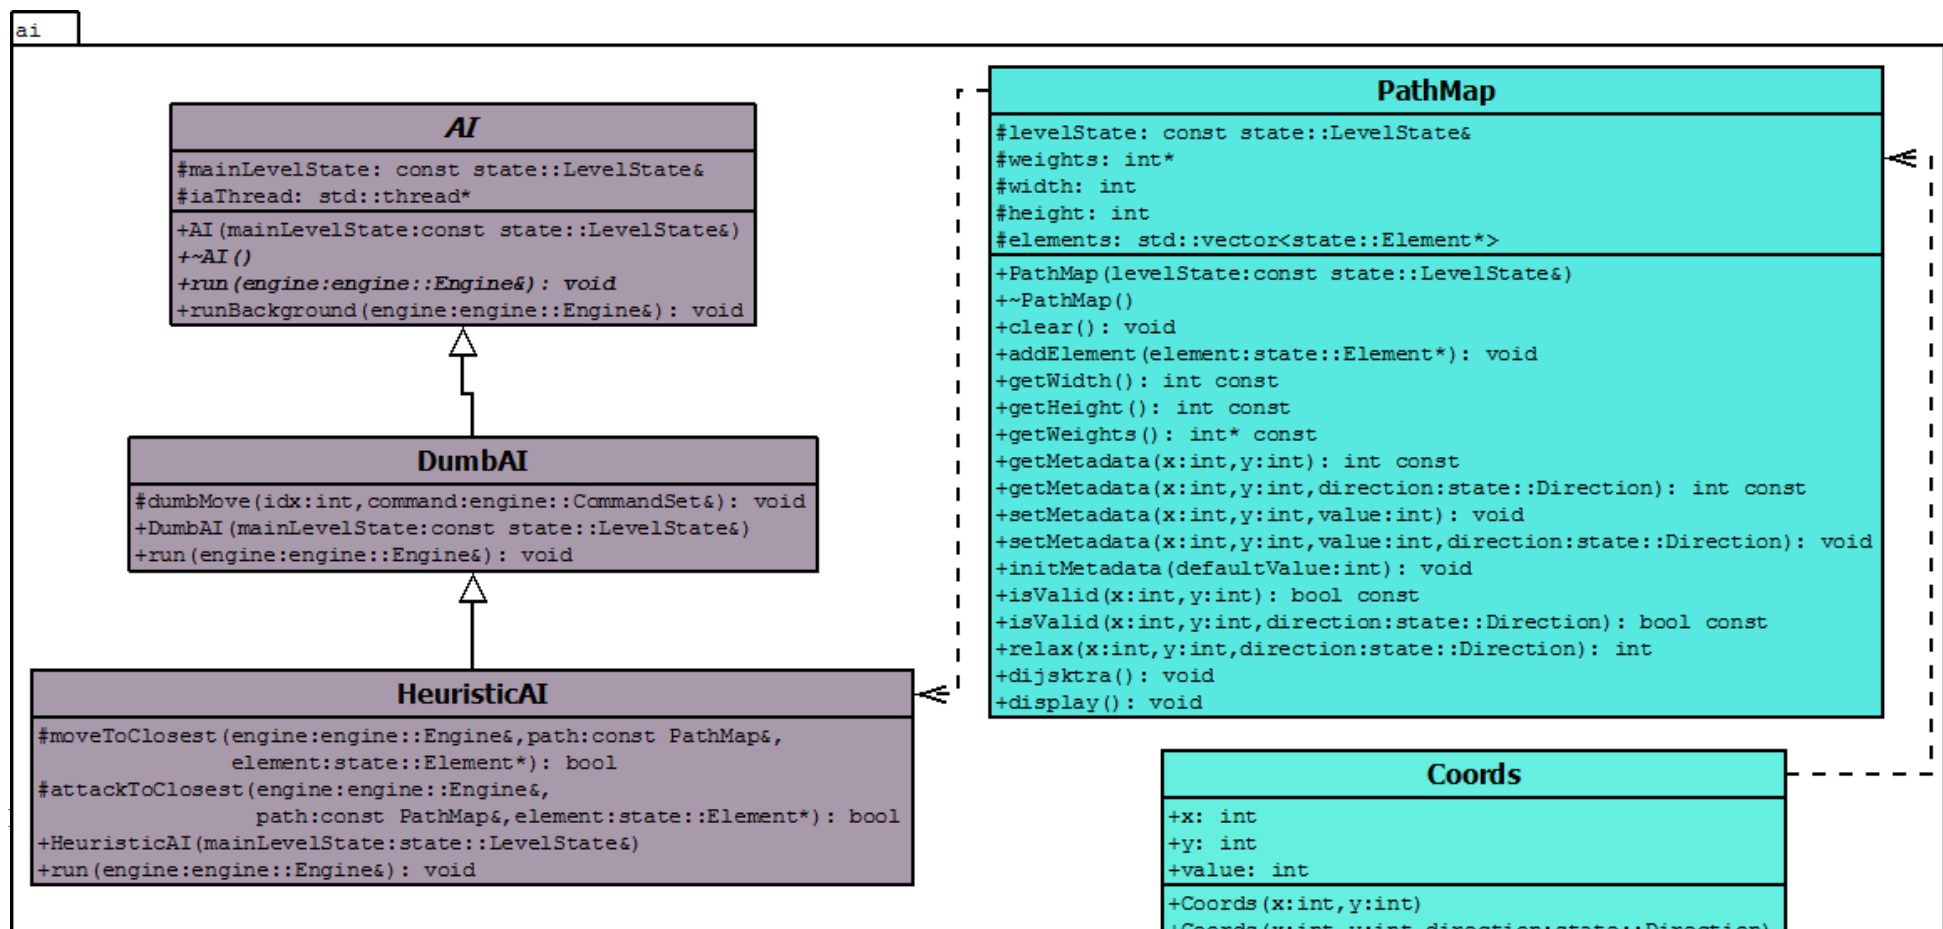 ai
AI
#mainLevelState: const state::LevelState&
#iaThread: std::thread*
+AI(mainLevelState:const state::LevelState&)
+~AI()
+run(engine:engine::Engine&): void
+runBackground(engine:engine::Engine&): void
DumbAI
#dumbMove(idx:int,command:engine::CommandSet&): void
+DumbAI(mainLevelState:const state::LevelState&)
+run(engine:engine::Engine&): void
HeuristicAI
#moveToClosest(engine:engine::Engine&,path:const PathMap&,
element:state::Element*): bool
#attackToClosest(engine:engine::Engine&,
path:const PathMap&,element:state::Element*): bool
+HeuristicAI(mainLevelState:state::LevelState&)
+run(engine:engine::Engine&): void
PathMap
#levelState: const state::LevelState&
#weights: int*
#width: int
#height: int
#elements: std::vector<state::Element*>
+PathMap(levelState:const state::LevelState&)
+~PathMap()
+clear(): void
+addElement(element:state::Element*): void
+getWidth(): int const
+getHeight(): int const
+getWeights(): int* const
+getMetadata(x:int,y:int): int const
+getMetadata(x:int,y:int,direction:state::Direction): int const
+setMetadata(x:int,y:int,value:int): void
+setMetadata(x:int,y:int,value:int,direction:state::Direction): void
+initMetadata(defaultValue:int): void
+isValid(x:int,y:int): bool const
+isValid(x:int,y:int,direction:state::Direction): bool const
+relax(x:int,y:int,direction:state::Direction): int
+dijsktra(): void
+display(): void
Coords
+x: int
+y: int
+value: int
+Coords(x:int,y:int)
+Coords(x:int,y:int,direction:state::Direction)